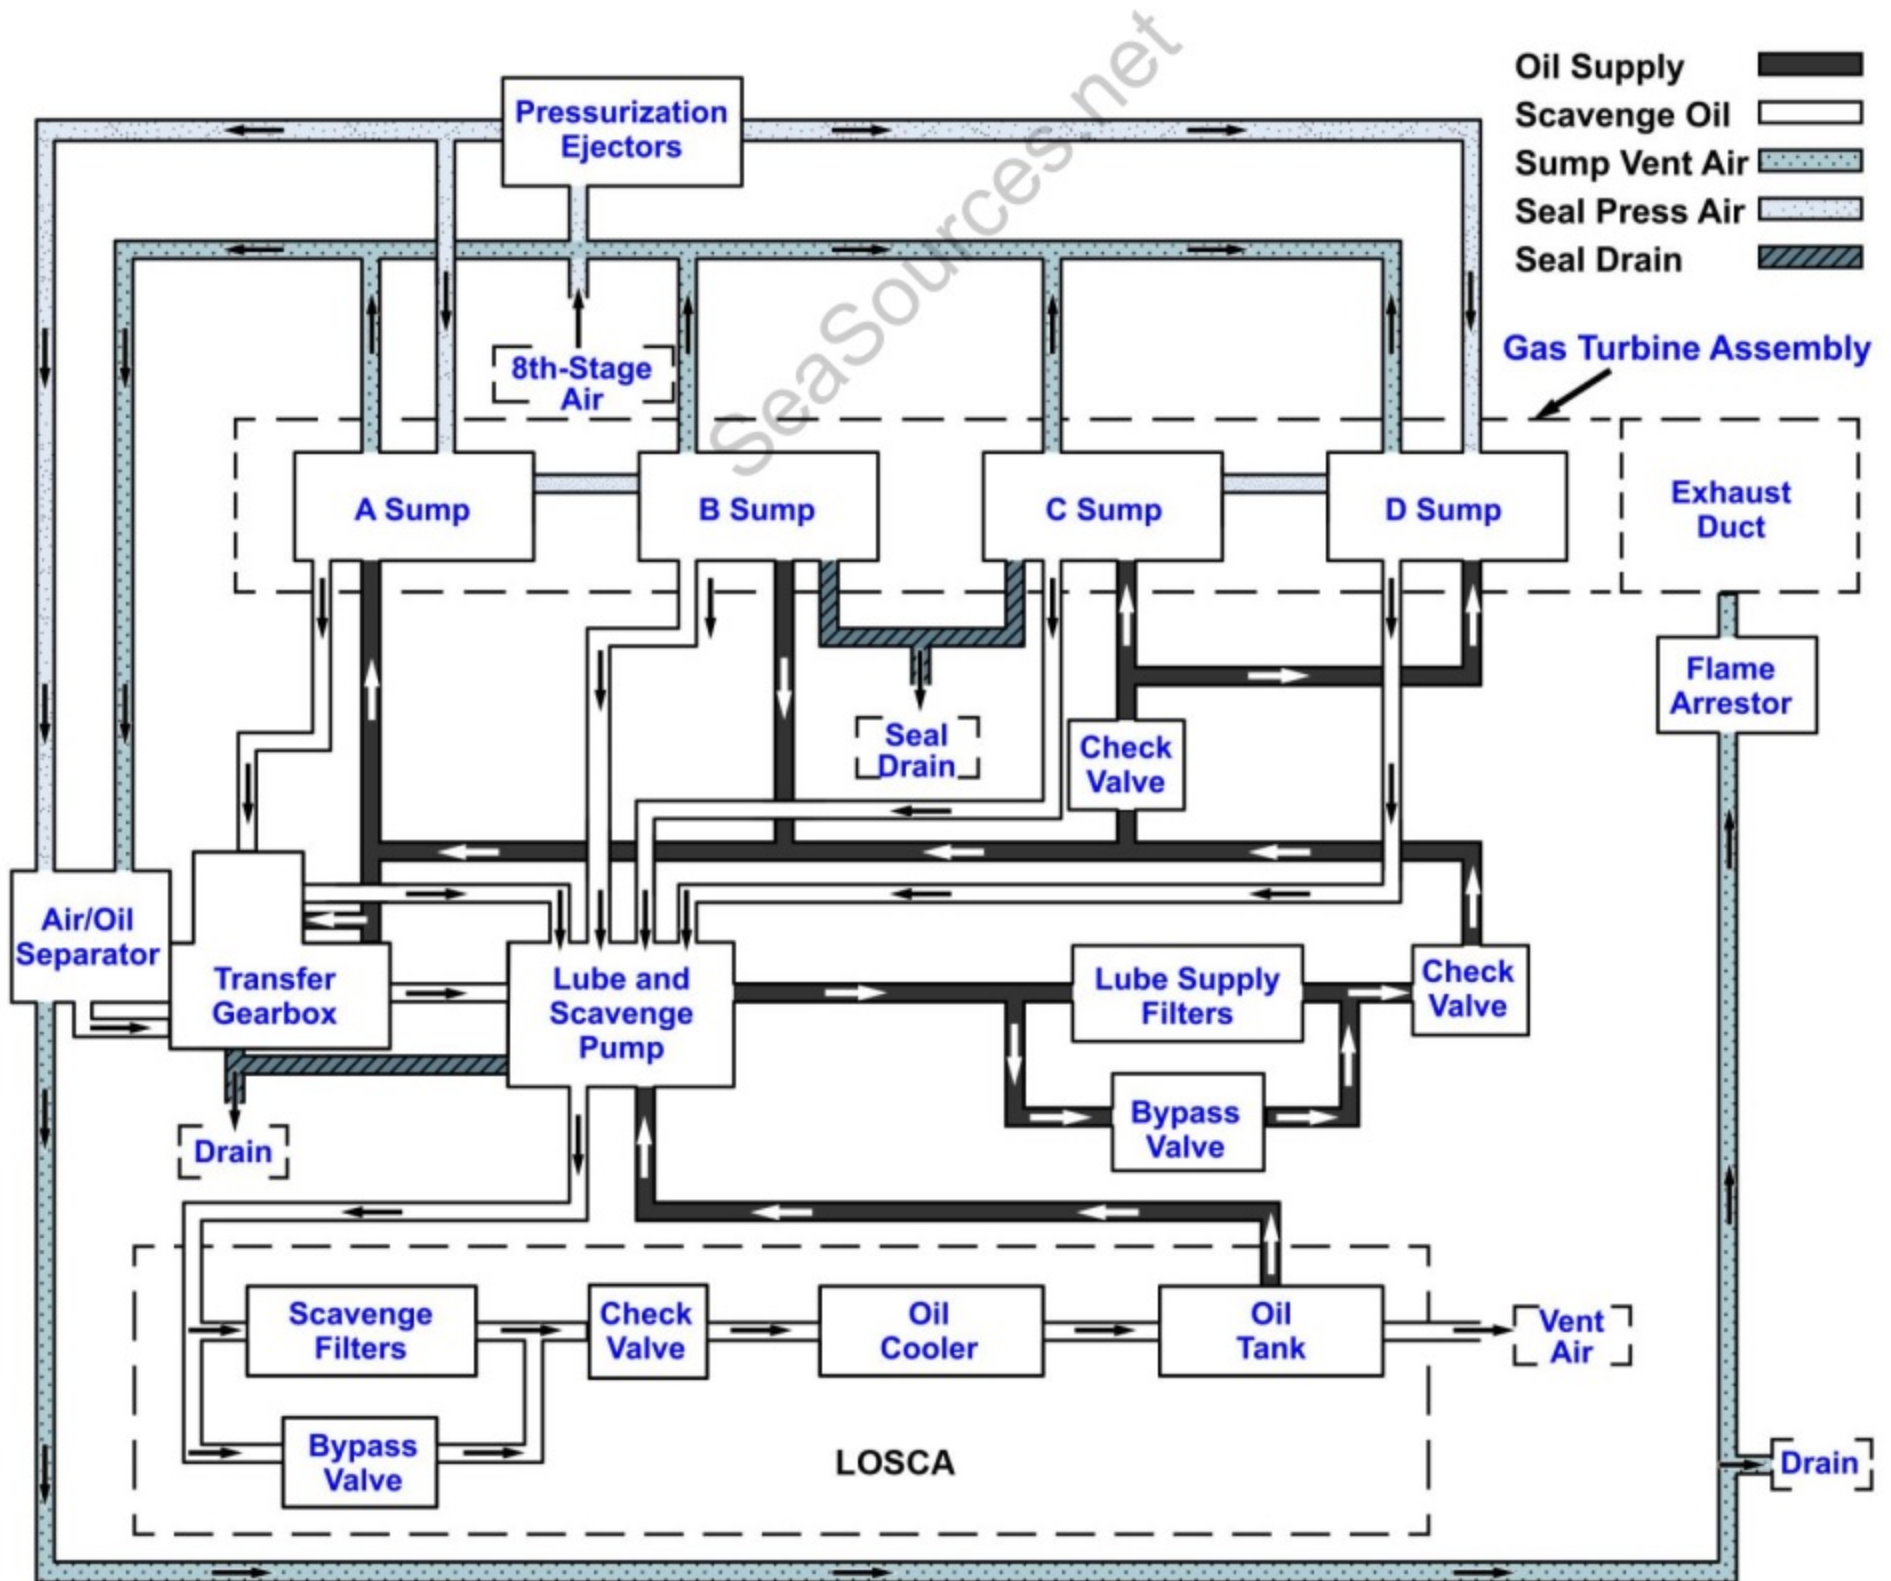 Oil Supply
Scavenge Oil
Sump Vent Air
Seal Press Air
Seal Drain
Pressurization
Ejectors
SeaSources.net
8th-Stage
Air
Gas Turbine Assembly
A Sump
B Sump
C Sump
D Sump
Exhaust
Duct
Flame
Arrestor
Seal
Drain
Check
Valve
Air/Oil
Separator
Transfer
Gearbox
Lube and
Scavenge
Pump
Lube Supply
Filters
Check
Valve
Bypass
Valve
Drain
Scavenge
Filters
Check
Valve
Oil
Cooler
Oil
Tank
Vent
Air
Bypass
Valve
LOSCA
Drain